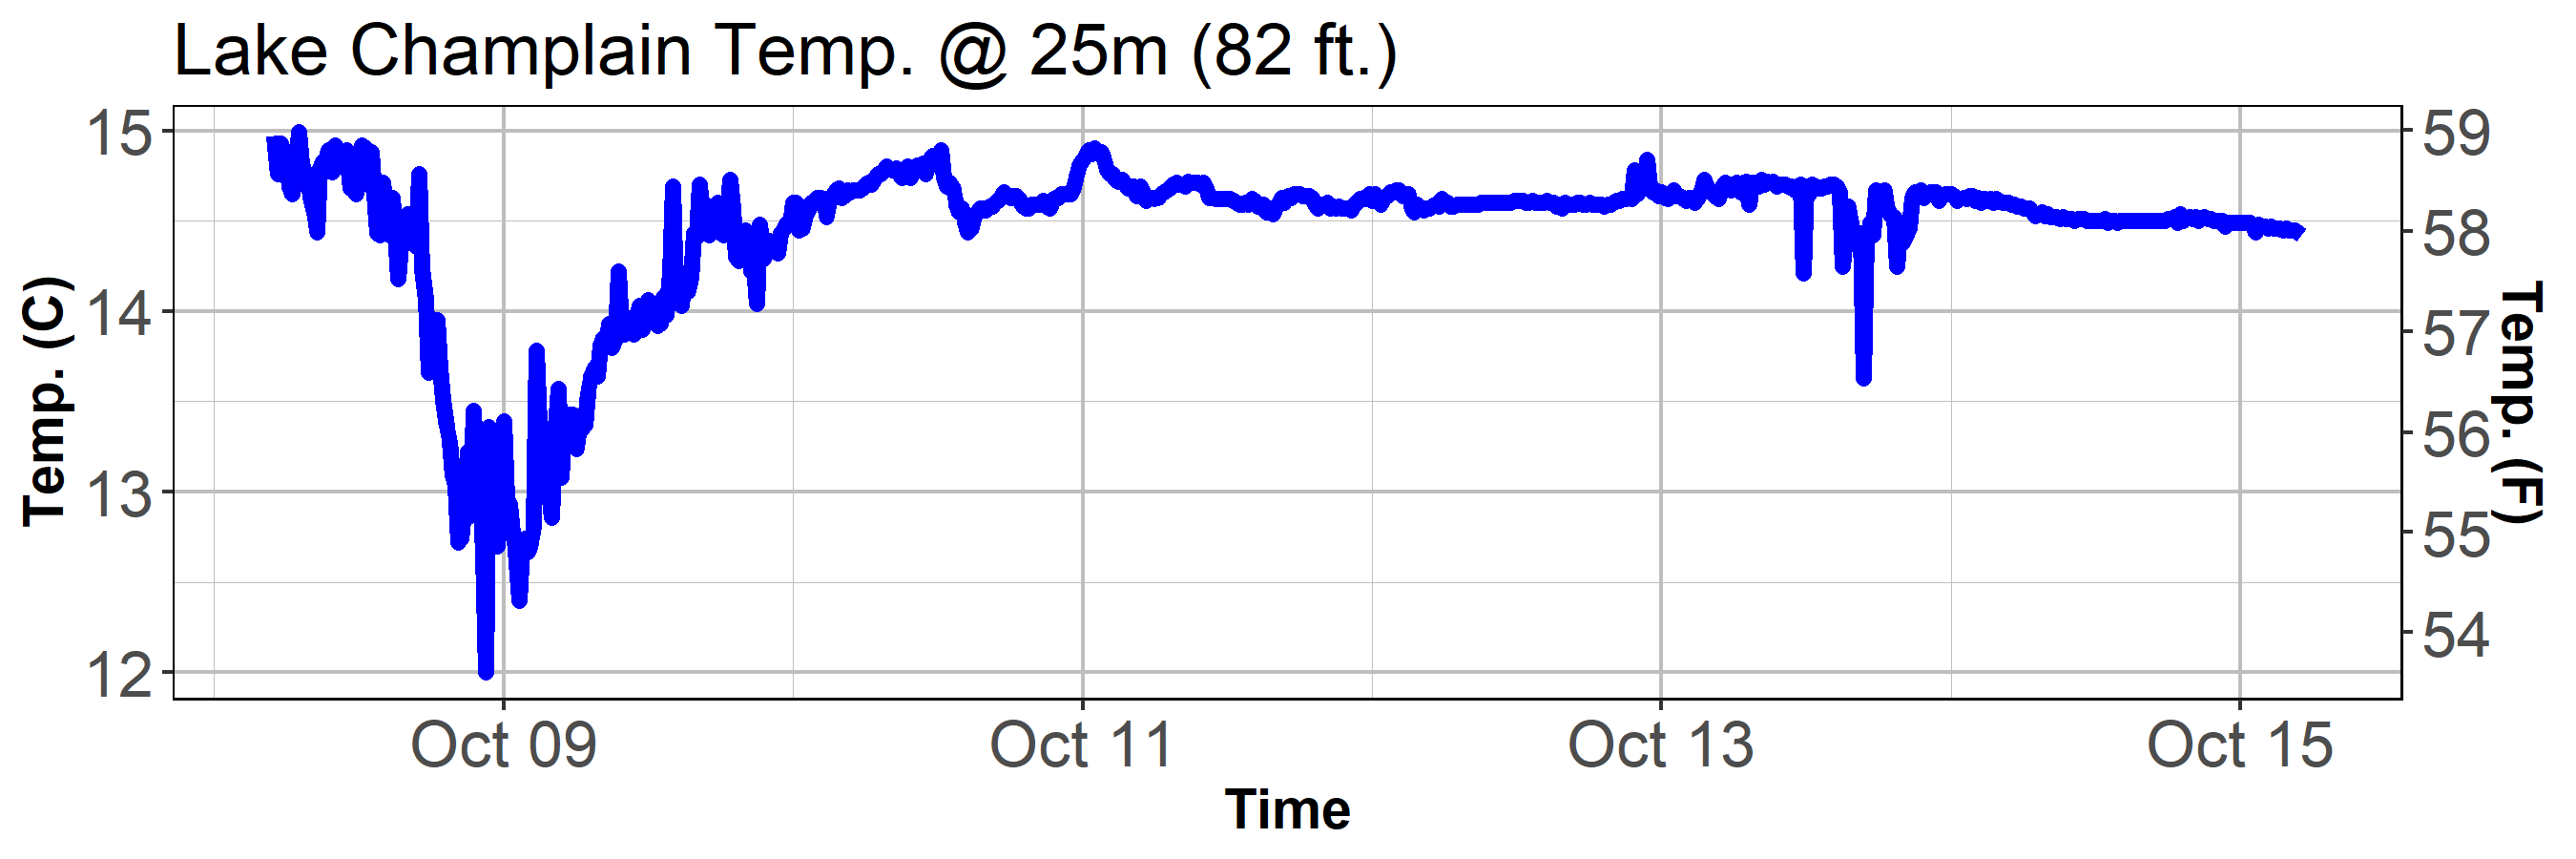 Lake Champlain Temp. @ 25m (82 ft.)
Temp. (C)
15
14
13
12
59
58
57
56
55
54
Temp. (F)
Oct 09
Oct 11
Oct 13
Oct 15
Time